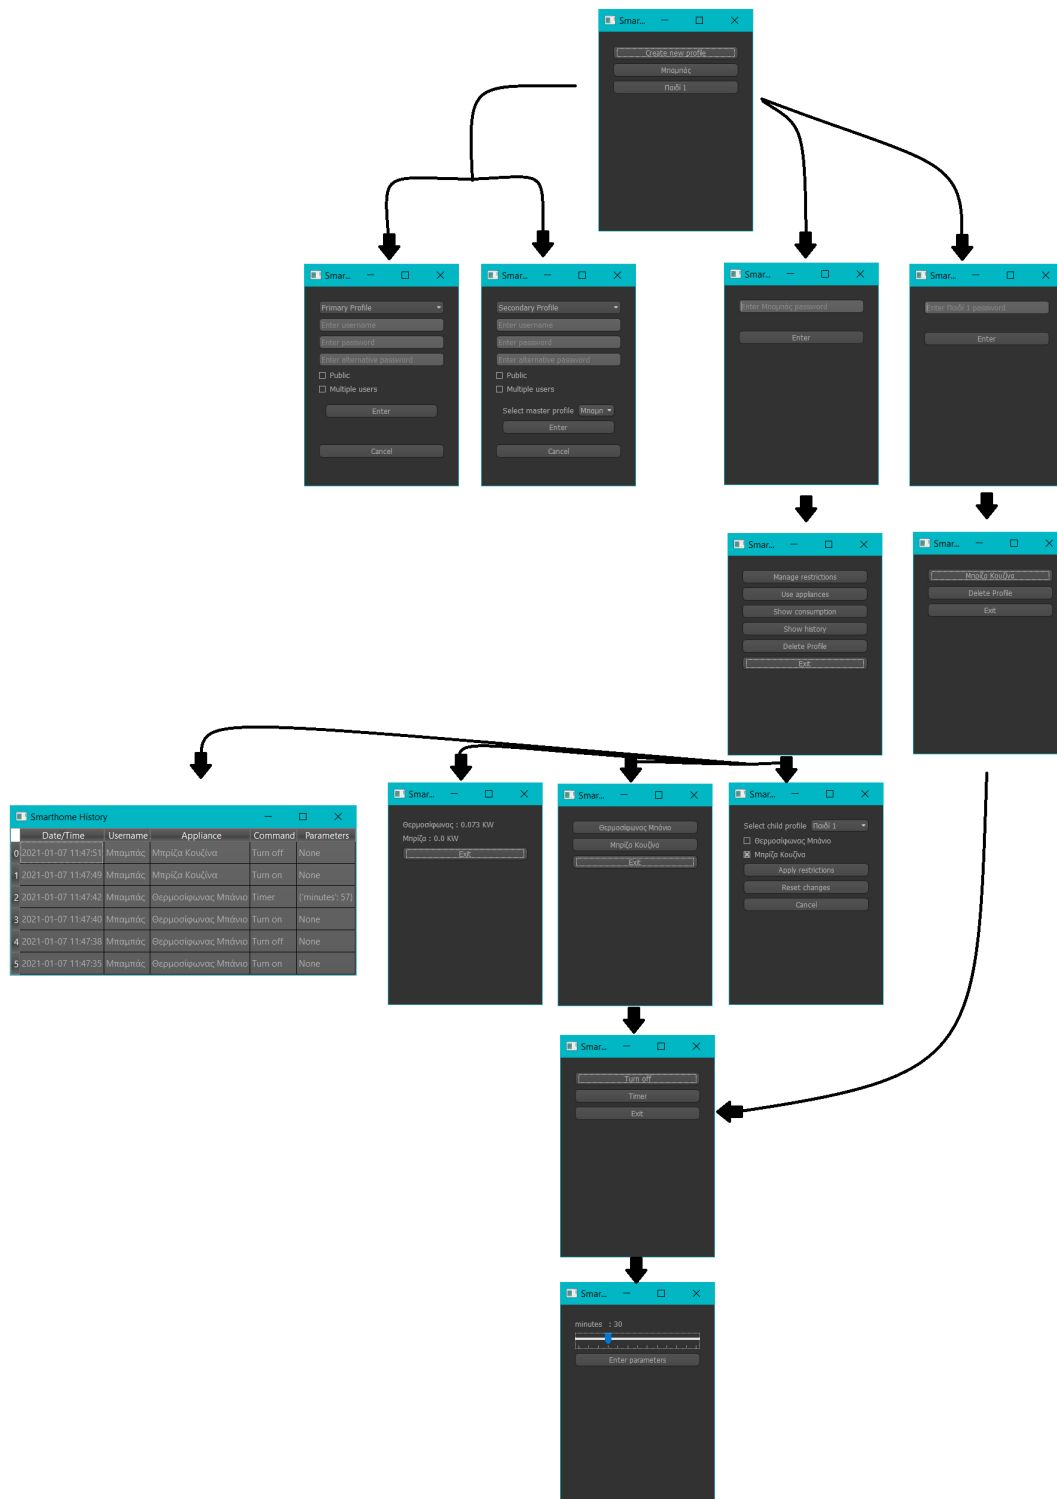 Smar...
Create new profile
Μπαμπάς
Παιδί 1
Smar...
Primary Profile
Enter username
Enter password
Enter alternative password
Public
Multiple users
Enter
Cancel
Smar...
Secondary Profile
Enter username
Enter password
Enter alternative password
Public
Multiple users
Select master profile Μπαμπ
Enter
Cancel
Smar...
Enter Μπαμπάς password
Enter
Smar...
Enter Παιδί 1 password
Enter
Smar...
Manage restrictions
Use appliances
Show consumption
Show history
Delete Profile
Exit
Smar...
Μπρίζα Κουζίνα
Delete Profile
Exit
Smarthome History
Date/Time Username Appliance Command Parameters
0 2021-01-07 11:47:51 Μπαμπάς Μπρίζα Κουζίνα Turn off None
1 2021-01-07 11:47:49 Μπαμπάς Μπρίζα Κουζίνα Turn on None
2 2021-01-07 11:47:42 Μπαμπάς Θερμοσίφωνας Μπάνιο Timer {'minutes': 57}
3 2021-01-07 11:47:40 Μπαμπάς Θερμοσίφωνας Μπάνιο Turn on None
4 2021-01-07 11:47:38 Μπαμπάς Θερμοσίφωνας Μπάνιο Turn off None
5 2021-01-07 11:47:35 Μπαμπάς Θερμοσίφωνας Μπάνιο Turn on None
Smar...
Θερμοσίφωνας : 0.073 KW
Μπρίζα : 0.0 KW
Exit
Smar...
Θερμοσίφωνας Μπάνιο
Μπρίζα Κουζίνα
Exit
Smar...
Select child profile Παιδί 1
Θερμοσίφωνας Μπάνιο
Μπρίζα Κουζίνα
Apply restrictions
Reset changes
Cancel
Smar...
Turn off
Timer
Exit
Smar...
minutes : 30
Enter parameters